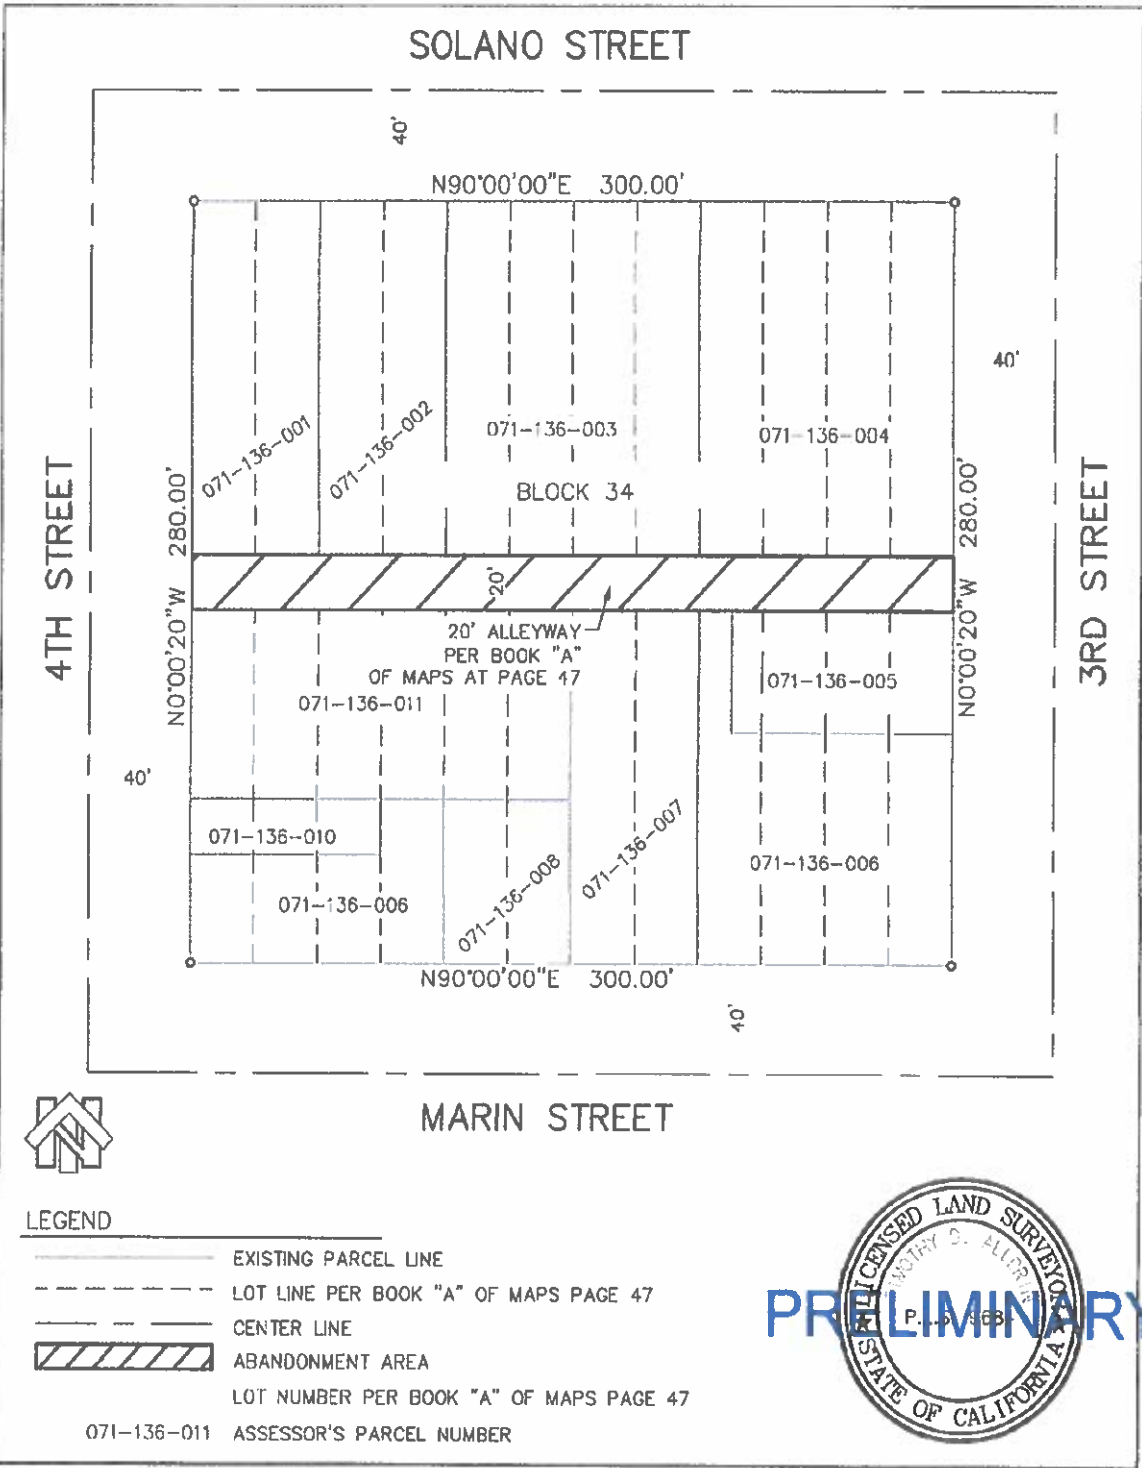 SOLANO STREET
40'
N90°00'00"E 300.00'
40'
071-136-001
071-136-002
071-136-003
071-136-004
BLOCK 34
4TH STREET
N0°00'20"W 280.00'
N0°00'20"W 280.00'
3RD STREET
20'
20' ALLEYWAY
PER BOOK "A"
OF MAPS AT PAGE 47
071-136-011
071-136-005
40'
071-136-010
071-136-006
071-136-008
071-136-007
071-136-006
N90°00'00"E 300.00'
40'
MARIN STREET
N
LEGEND
EXISTING PARCEL LINE
LOT LINE PER BOOK "A" OF MAPS PAGE 47
CENTER LINE
ABANDONMENT AREA
LOT NUMBER PER BOOK "A" OF MAPS PAGE 47
071-136-011 ASSESSOR'S PARCEL NUMBER
LICENSED LAND SURVEYOR
TIMOTHY D.
PRELIMINARY
STATE OF CALIFORNIA